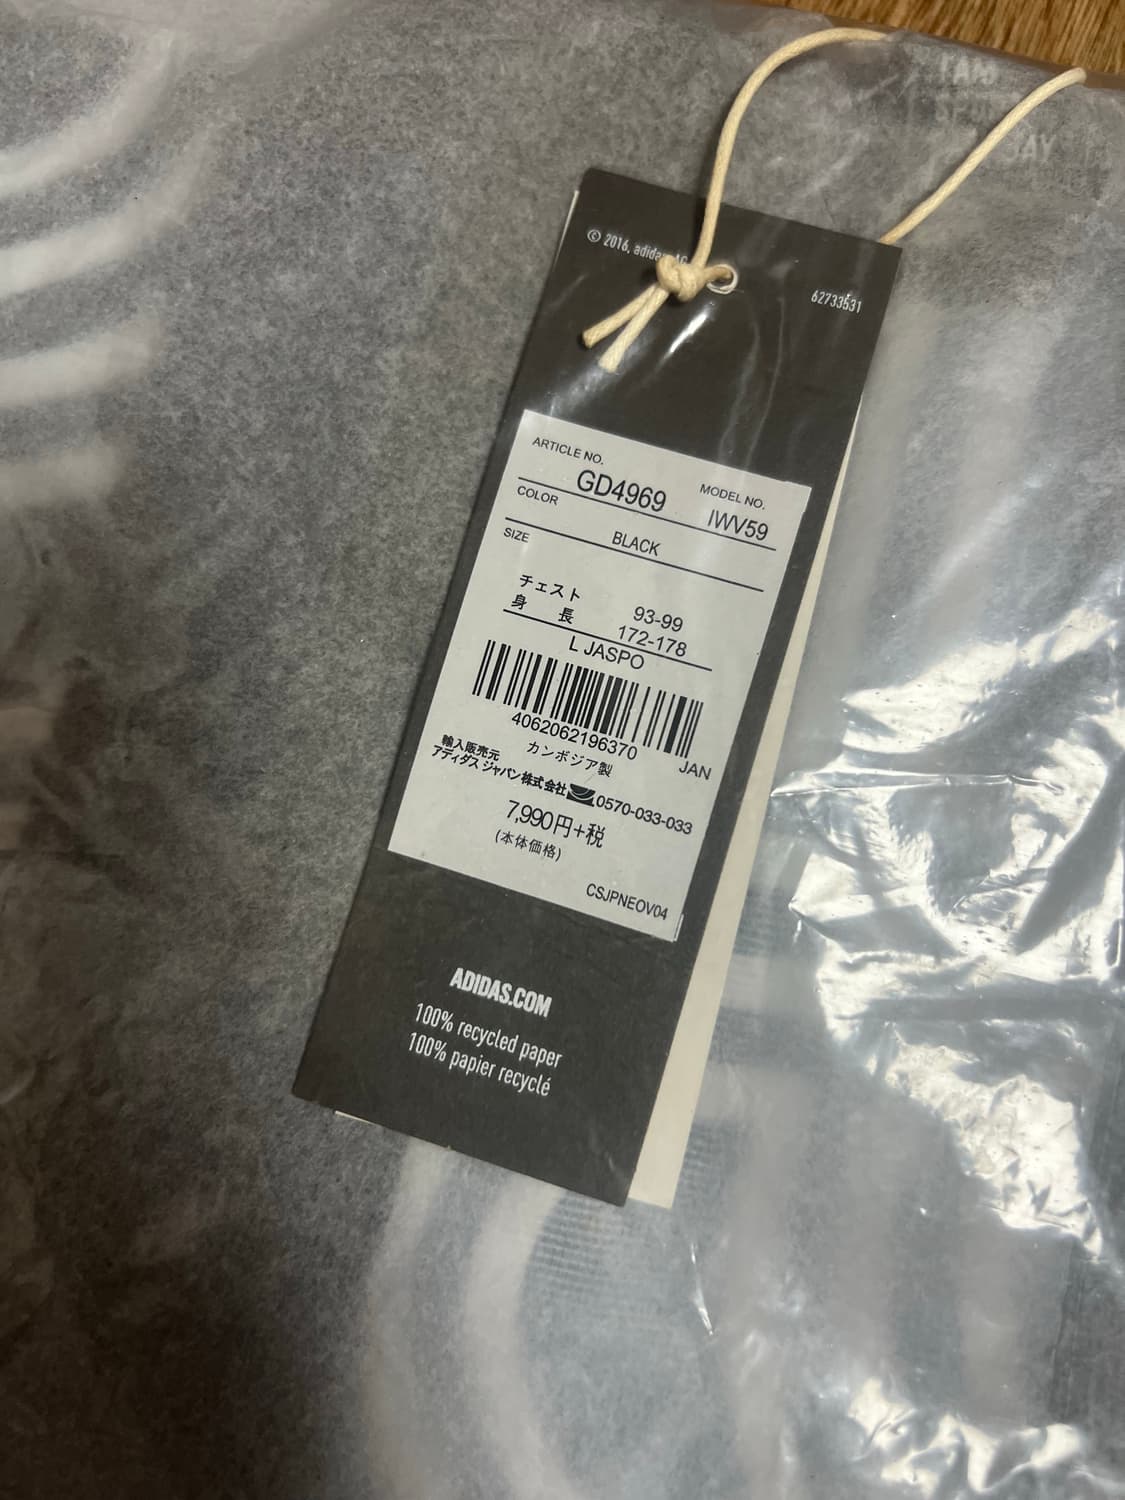 © 2016, adidas AG
62733531
ARTICLE NO.
GD4969
MODEL NO.
IWV59
COLOR
BLACK
SIZE
チェスト 93-99
身 長 172-178
L JASPO
4062062196370
JAN
カンボジア製
輸入販売元
アディダス ジャパン株式会社 0570-033-033
7,990円+税
(本体価格)
CSJPNEOV04
ADIDAS.COM
100% recycled paper
100% papier recyclé